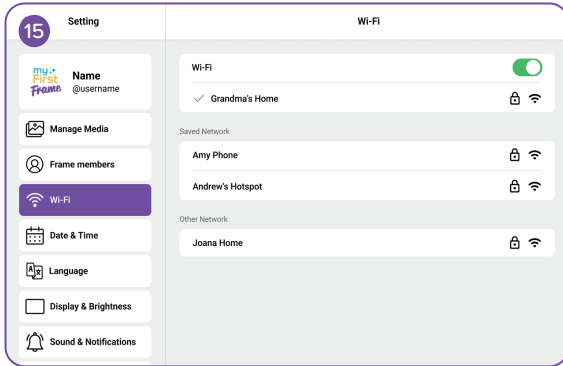 15
Setting
Wi-Fi
my
First
Frame
Name
@username
Manage Media
Frame members
Wi-Fi
Date & Time
Language
Display & Brightness
Sound & Notifications
Wi-Fi
Grandma's Home
Saved Network
Amy Phone
Andrew's Hotspot
Other Network
Joana Home